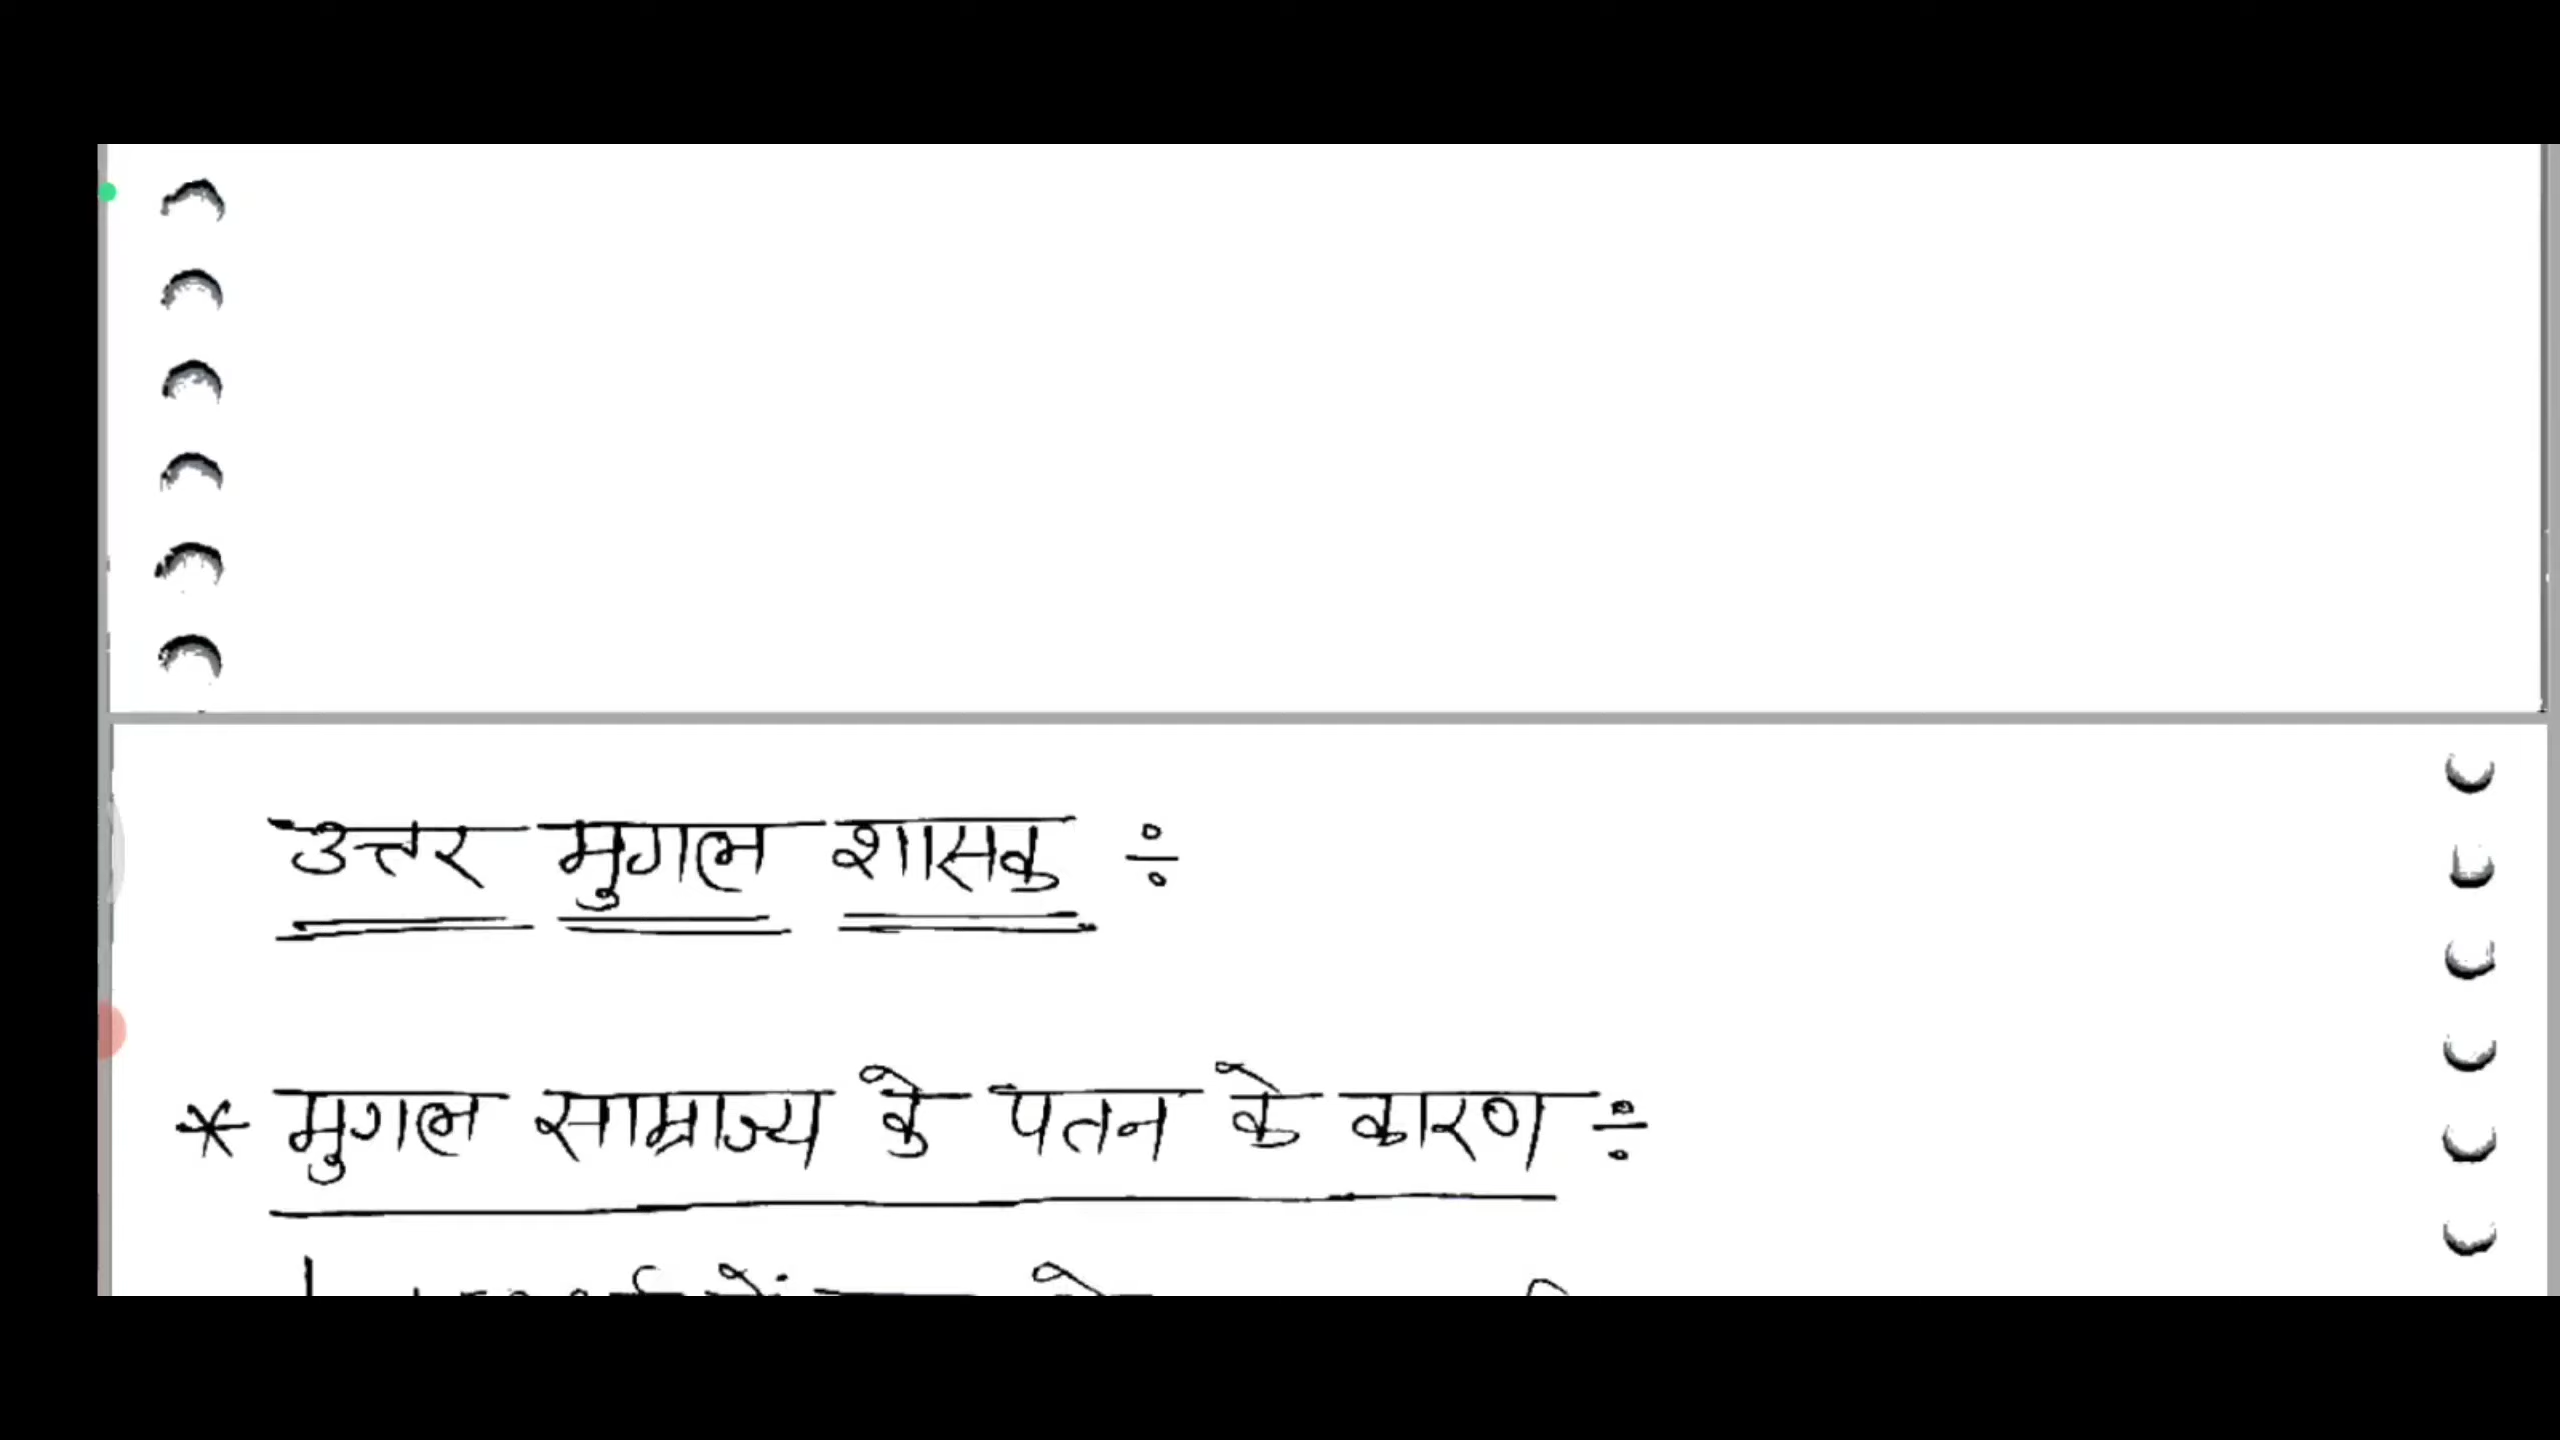 उत्तर मुगल शासक ÷
* मुगल साम्राज्य के पतन के कारण ÷